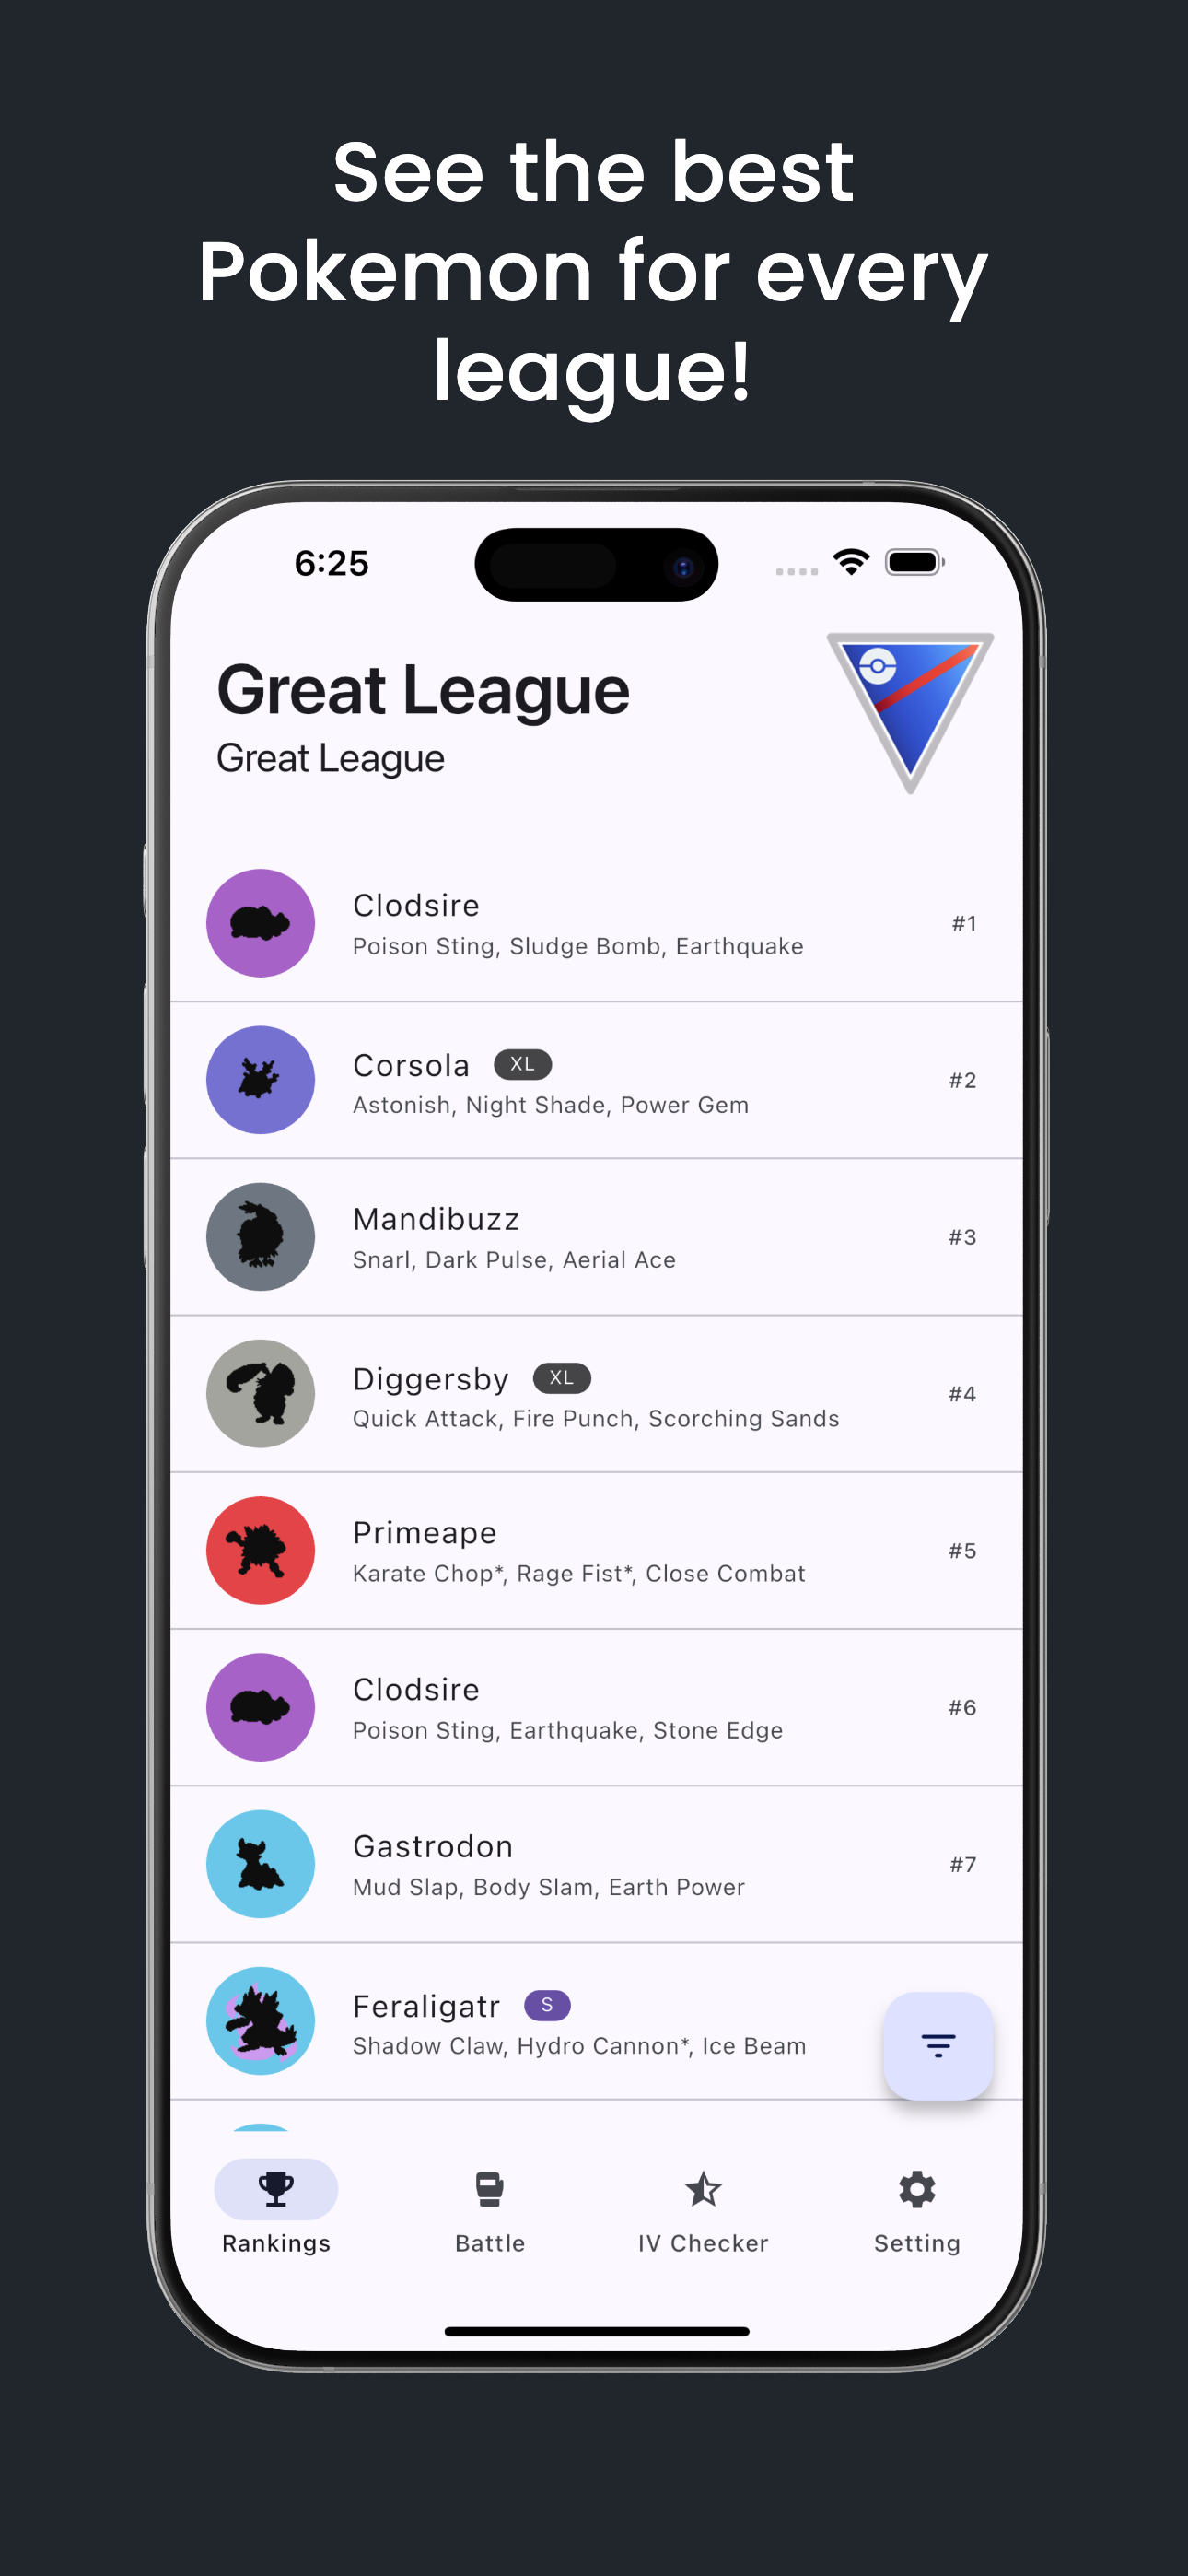 See the best
Pokemon for every
league!
6:25
Great League
Great League
Clodsire
Poison Sting, Sludge Bomb, Earthquake
#1
Corsola XL
Astonish, Night Shade, Power Gem
#2
Mandibuzz
Snarl, Dark Pulse, Aerial Ace
#3
Diggersby XL
Quick Attack, Fire Punch, Scorching Sands
#4
Primeape
Karate Chop*, Rage Fist*, Close Combat
#5
Clodsire
Poison Sting, Earthquake, Stone Edge
#6
Gastrodon
Mud Slap, Body Slam, Earth Power
#7
Feraligatr S
Shadow Claw, Hydro Cannon*, Ice Beam
Rankings Battle IV Checker Setting